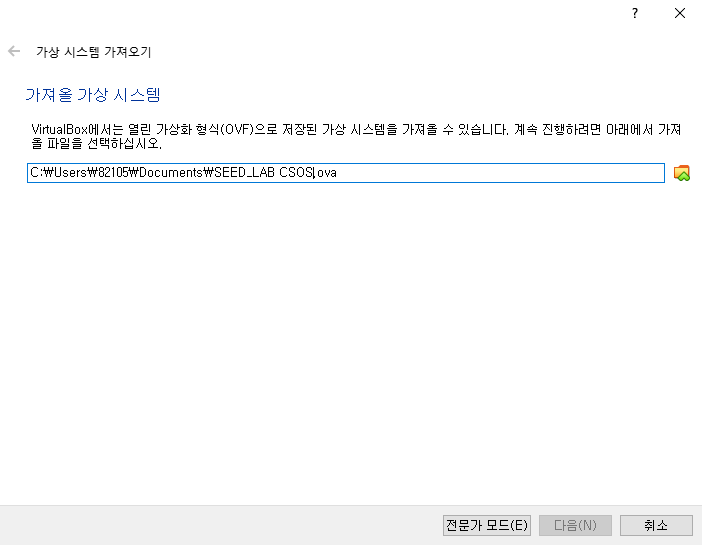 ?
가상 시스템 가져오기
가져올 가상 시스템
VirtualBox에서는 열린 가상화 형식(OVF)으로 저장된 가상 시스템을 가져올 수 있습니다. 계속 진행하려면 아래에서 가져
올 파일을 선택하십시오.
C:₩Users₩82105₩Documents₩SEED_LAB CSOS.ova
전문가 모드(E) 다음(N) 취소